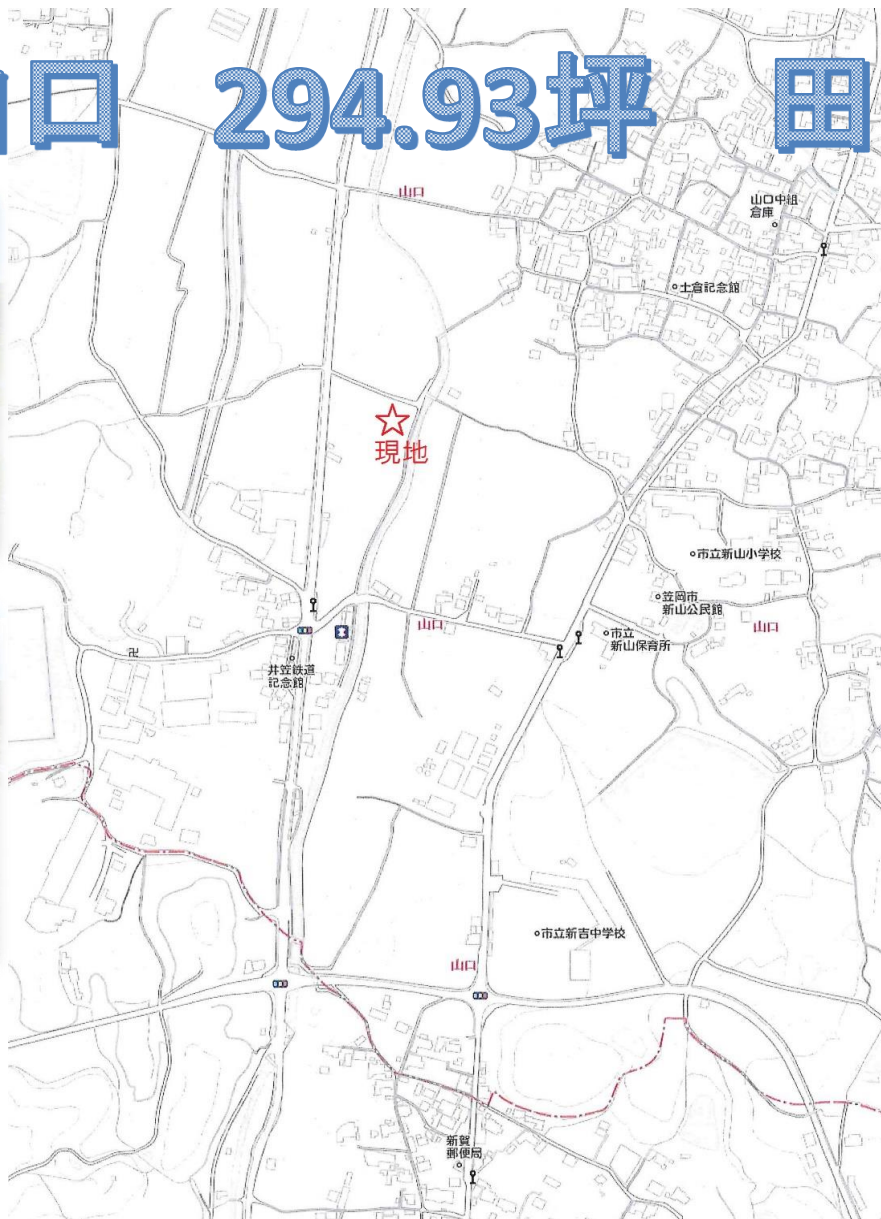 口 294.93坪 田
山口
山口中組
倉庫
土倉記念館
現地
市立新山小学校
笠岡市
新山公民館
山口
山口
市立
新山保育所
卍
井笠鉄道
記念館
市立新吉中学校
山口
新賀
郵便局